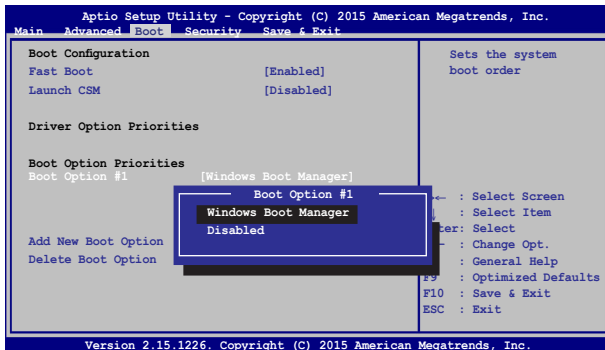 Aptio Setup Utility - Copyright (C) 2015 American Megatrends, Inc.
Main Advanced Boot Security Save & Exit
Boot Configuration
Fast Boot [Enabled]
Launch CSM [Disabled]
Driver Option Priorities
Boot Option Priorities
Boot Option #1 [Windows Boot Manager]
Add New Boot Option
Delete Boot Option
Boot Option #1
Windows Boot Manager
Disabled
Sets the system
boot order
←  : Select Screen
: Select Item
er: Select
— : Change Opt.
: General Help
F9 : Optimized Defaults
F10 : Save & Exit
ESC : Exit
Version 2.15.1226. Copyright (C) 2015 American Megatrends, Inc.